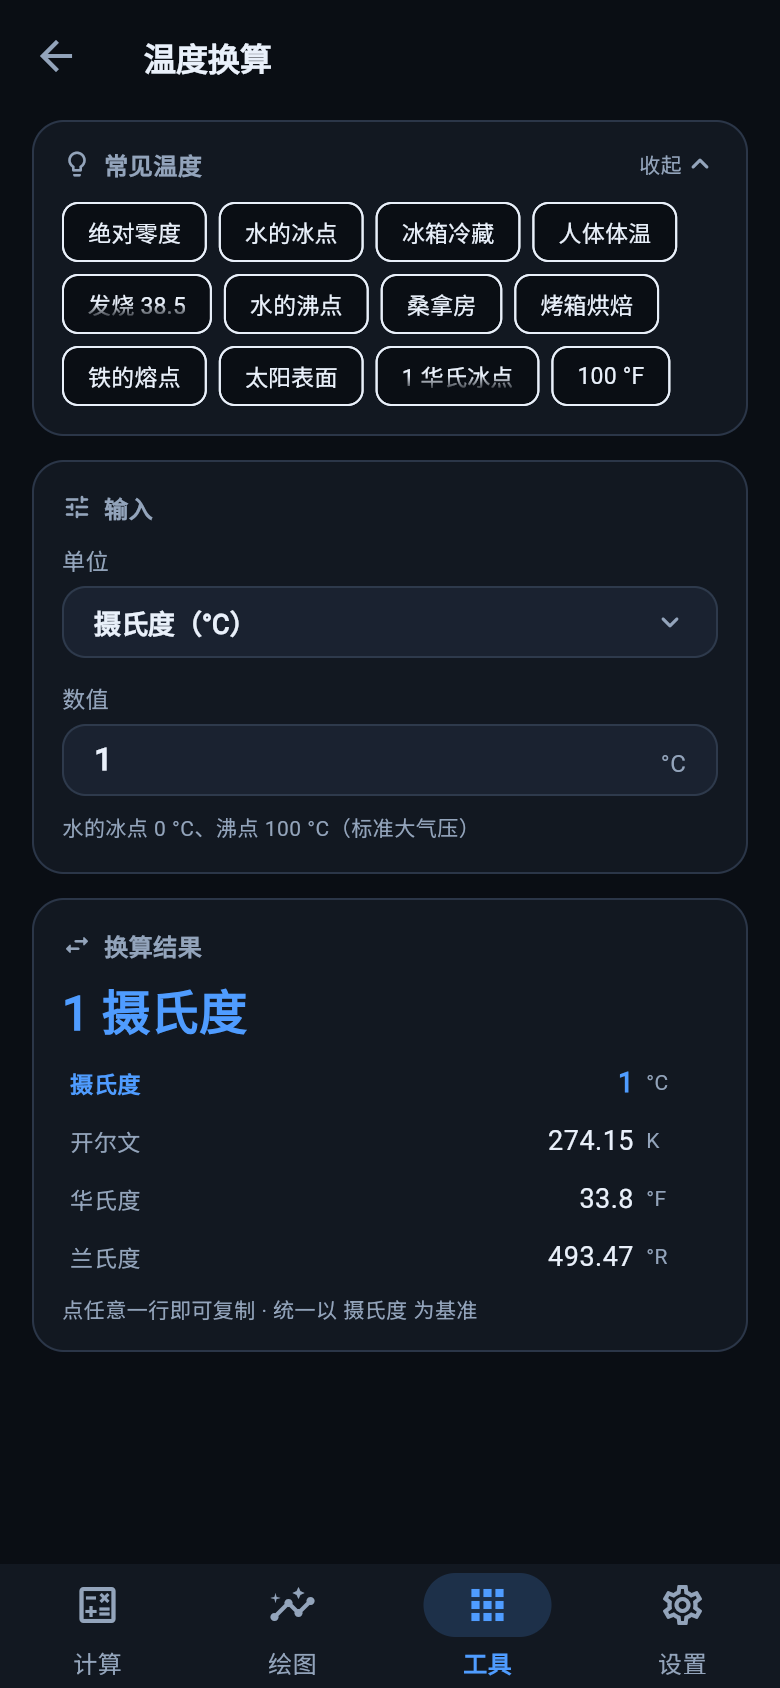 温度换算
常见温度
收起
绝对零度 水的冰点 冰箱冷藏 人体体温
发烧 38.5 水的沸点 桑拿房 烤箱烘焙
铁的熔点 太阳表面 1 华氏冰点 100 °F
输入
单位
摄氏度（°C）
数值
1 °C
水的冰点 0 °C、沸点 100 °C（标准大气压）
换算结果
1 摄氏度
摄氏度 1 °C
开尔文 274.15 K
华氏度 33.8 °F
兰氏度 493.47 °R
点任意一行即可复制 · 统一以 摄氏度 为基准
计算 绘图 工具 设置